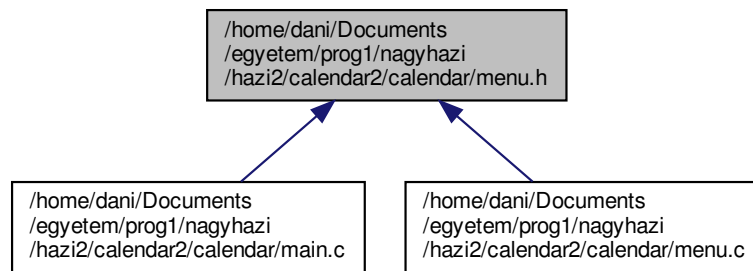 /home/dani/Documents
/egyetem/prog1/nagyhazi
/hazi2/calendar2/calendar/menu.h
/home/dani/Documents
/egyetem/prog1/nagyhazi
/hazi2/calendar2/calendar/main.c
/home/dani/Documents
/egyetem/prog1/nagyhazi
/hazi2/calendar2/calendar/menu.c